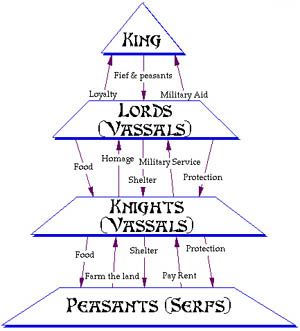 KING
Fief & peasants
Loyalty
Military Aid
LORDS
(VASSALS)
Homage
Military Service
Food
Shelter
Protection
KNIGHTS
(VASSALS)
Food
Shelter
Protection
Farm the land
Pay Rent
PEASANTS (SERFS)